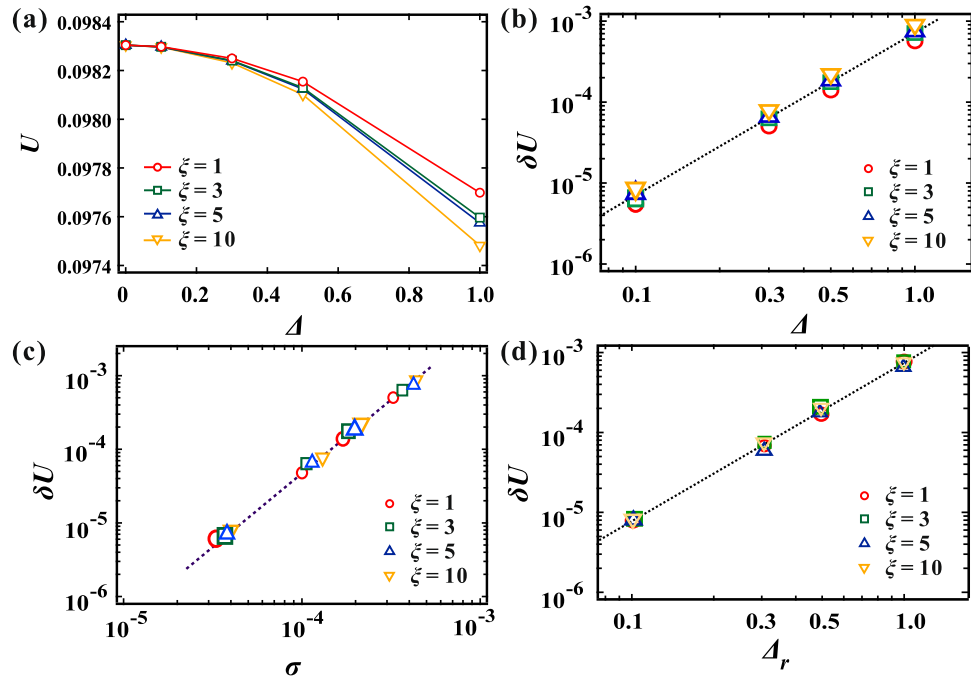 (a)
0.0984
0.0982
0.0980
0.0978
0.0976
0.0974
U
ξ = 1
ξ = 3
ξ = 5
ξ = 10
0 0.2 0.4 0.6 0.8 1.0
Δ
(b)
10⁻³
10⁻⁴
10⁻⁵
10⁻⁶
δU
ξ = 1
ξ = 3
ξ = 5
ξ = 10
0.1 0.3 0.5 1.0
Δ
(c)
10⁻³
10⁻⁴
10⁻⁵
10⁻⁶
δU
ξ = 1
ξ = 3
ξ = 5
ξ = 10
10⁻⁵ 10⁻⁴ 10⁻³
σ
(d)
10⁻³
10⁻⁴
10⁻⁵
10⁻⁶
δU
ξ = 1
ξ = 3
ξ = 5
ξ = 10
0.1 0.3 0.5 1.0
Δᵣ